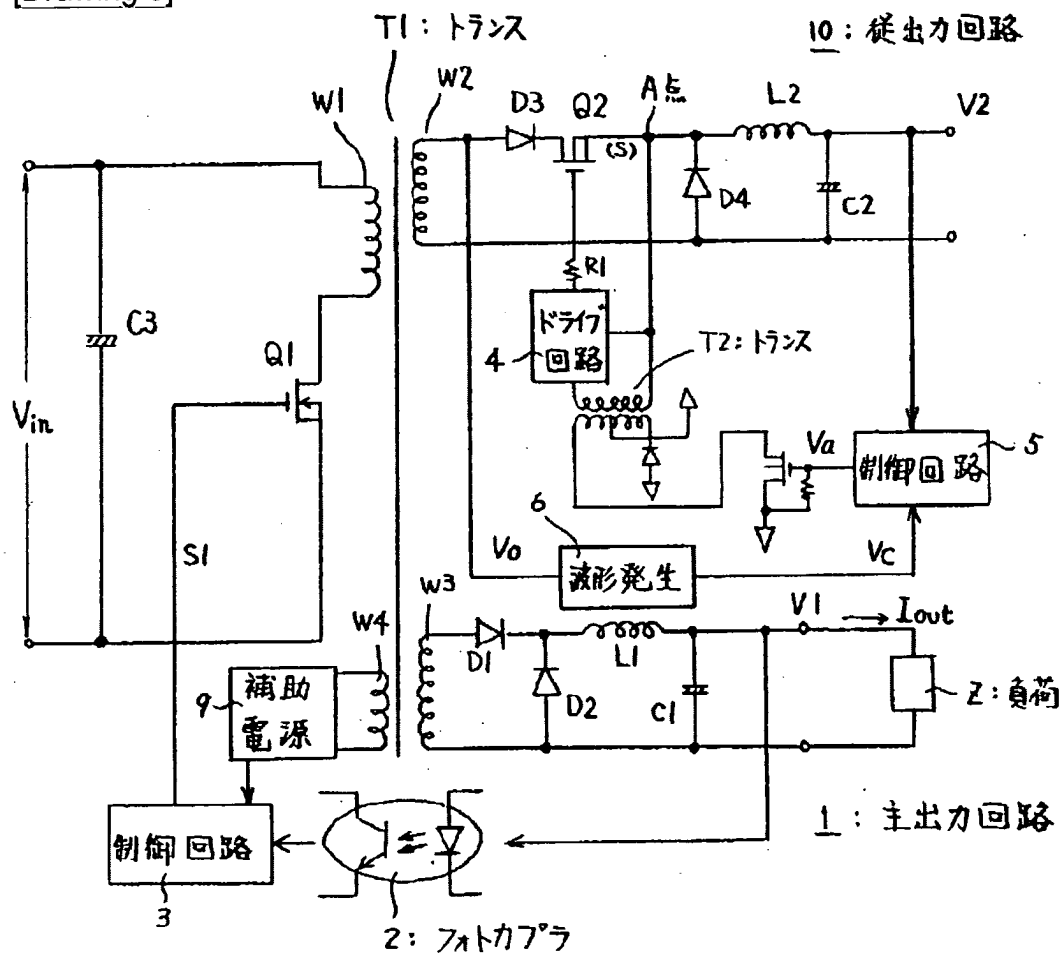 T1: トランス
10: 従出力回路
W1
W2
D3
Q2
A点
L2
V2
(S)
D4
C2
R1
ドライブ
回路
4
T2: トランス
C3
Q1
Vin
Va
制御回路
5
S1
6
Vo
波形発生
Vc
W3
W4
V1
Iout
D1
L1
D2
C1
Z: 負荷
9
補助
電源
1: 主出力回路
制御回路
3
2: フォトカプラ